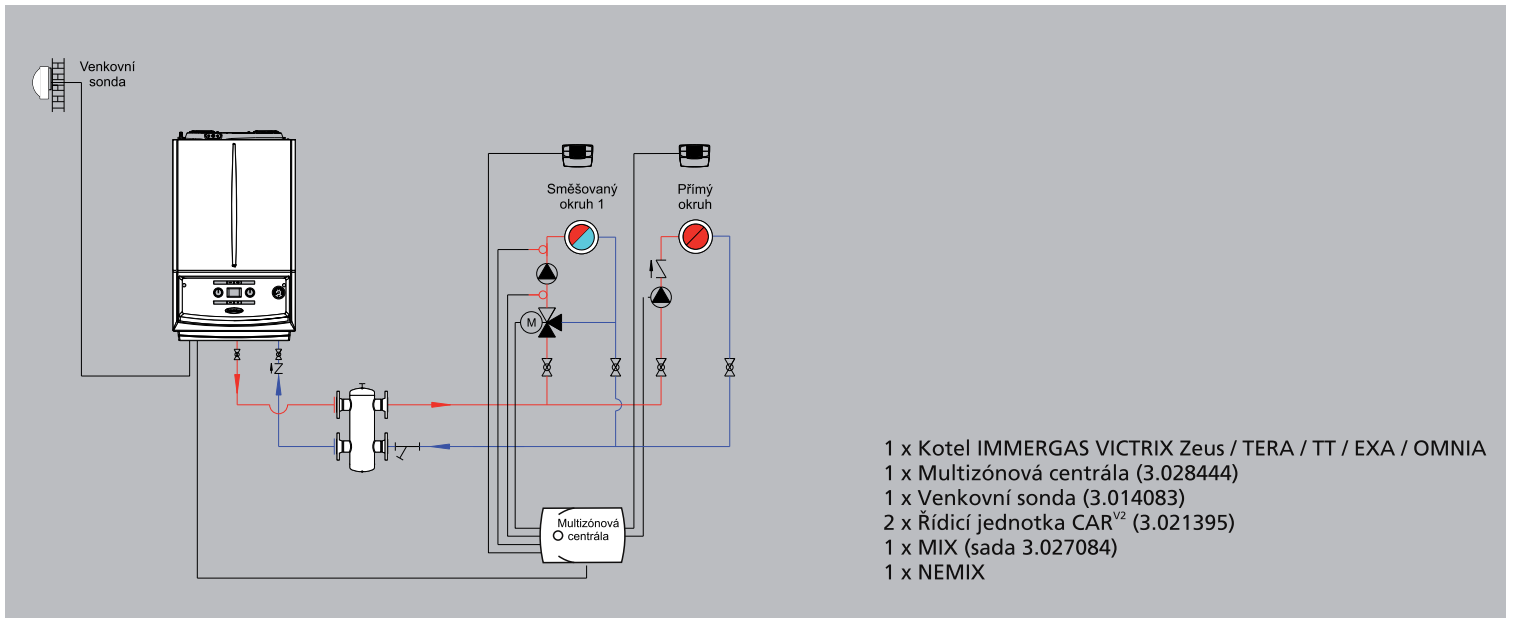 Venkovní
sonda
Směšovaný
okruh 1
Přímý
okruh
M
Multizónová
centrála
1 x Kotel IMMERGAS VICTRIX Zeus / TERA / TT / EXA / OMNIA
1 x Multizónová centrála (3.028444)
1 x Venkovní sonda (3.014083)
2 x Řídicí jednotka CARV2 (3.021395)
1 x MIX (sada 3.027084)
1 x NEMIX